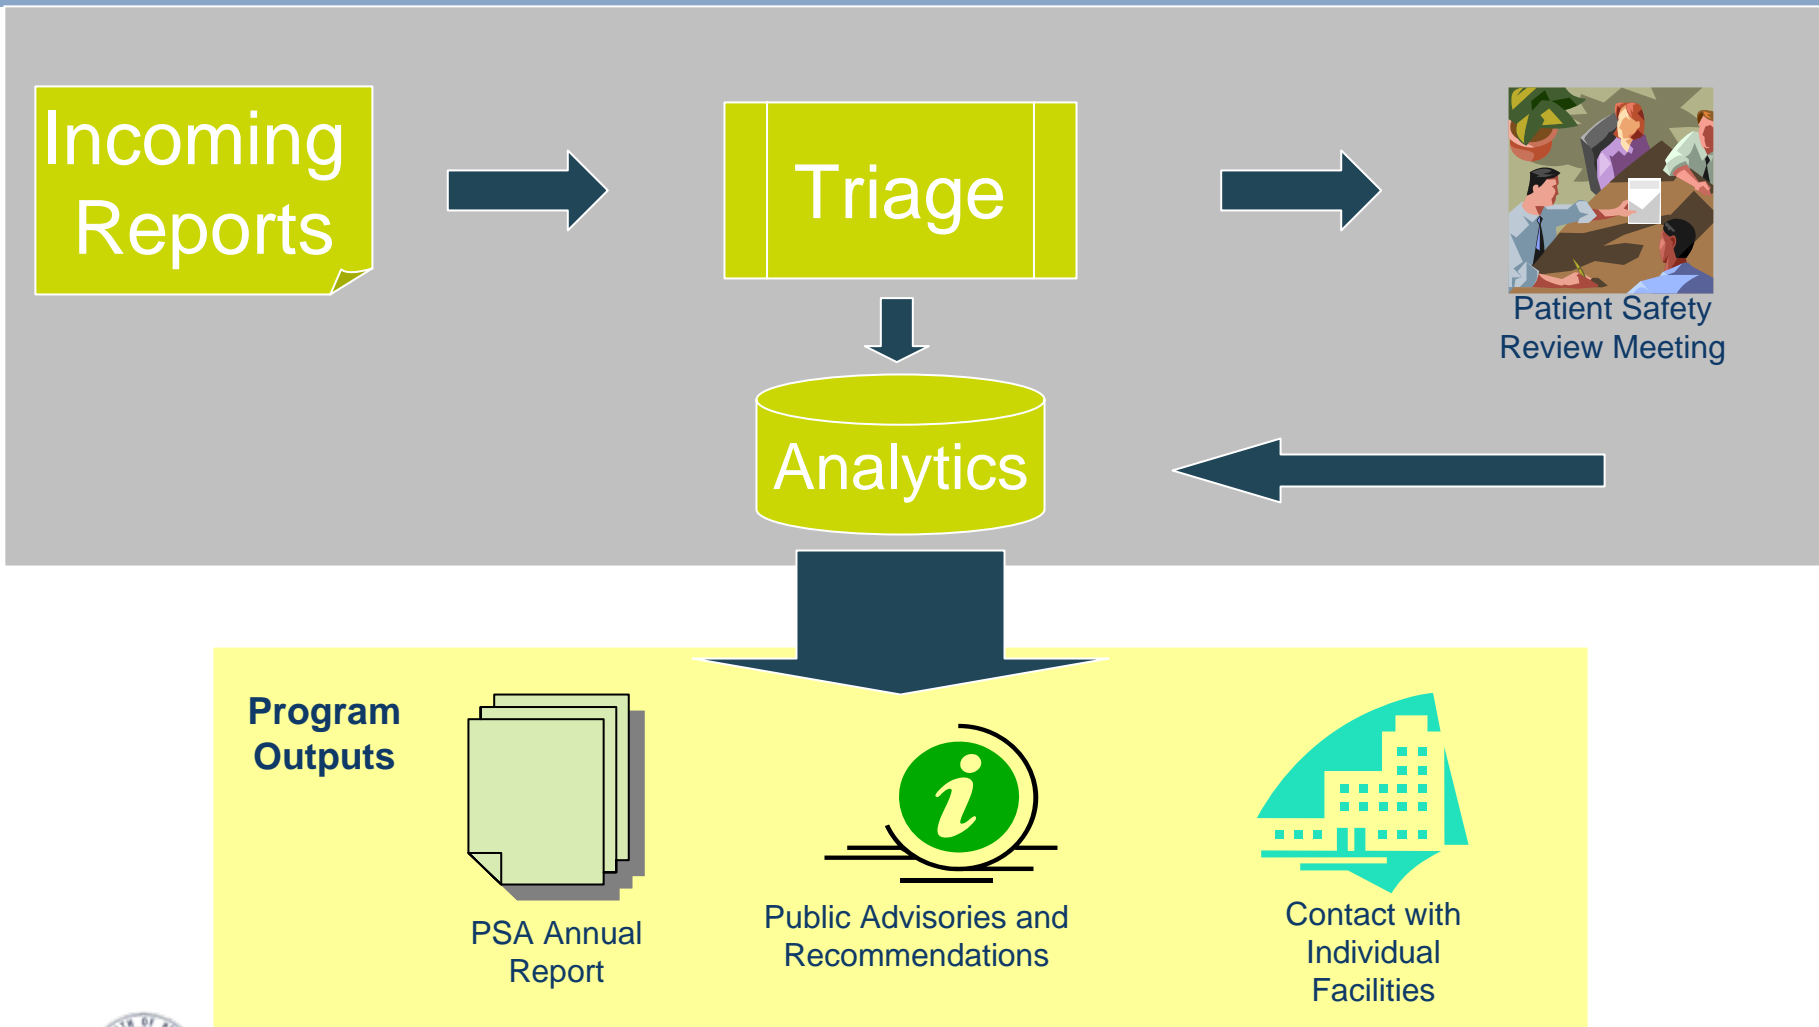 Incoming
Reports
Triage
Patient Safety
Review Meeting
Analytics
Program
Outputs
PSA Annual
Report
Public Advisories and
Recommendations
Contact with
Individual
Facilities